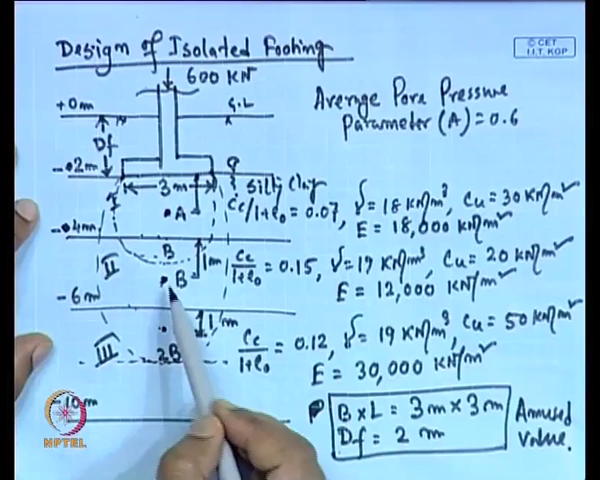 Design of Isolated Footing
© CET
I.I.T. KGP
600 KN
+0m
G.L
Average Pore Pressure
Parameter (A) = 0.6
Df
-02m
3m
q
I
Silty clay
A
Cc/1+e₀ = 0.07, γ = 18 KN/m³, Cu = 30 KN/m²
E = 18,000 KN/m²
-04m
B
II
B
1m
Cc/1+e₀ = 0.15, γ = 17 KN/m³, Cu = 20 KN/m²
E = 12,000 KN/m²
-6m
1m
III
2B
Cc/1+e₀ = 0.12, γ = 19 KN/m³, Cu = 50 KN/m²
E = 30,000 KN/m²
-10m
B x L = 3m x 3m
Df = 2 m
Assumed
value.
NPTEL